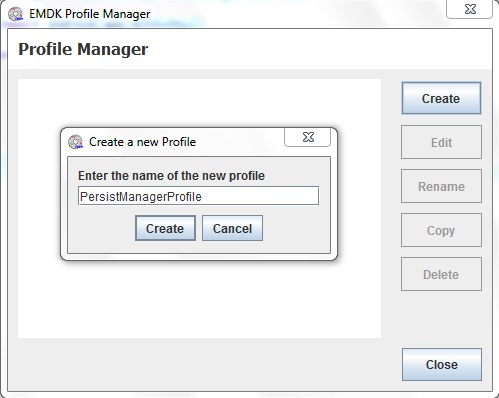 EMDK Profile Manager
Profile Manager
Create
Edit
Rename
Copy
Delete
Close
Create a new Profile
Enter the name of the new profile
PersistManagerProfile
Create
Cancel